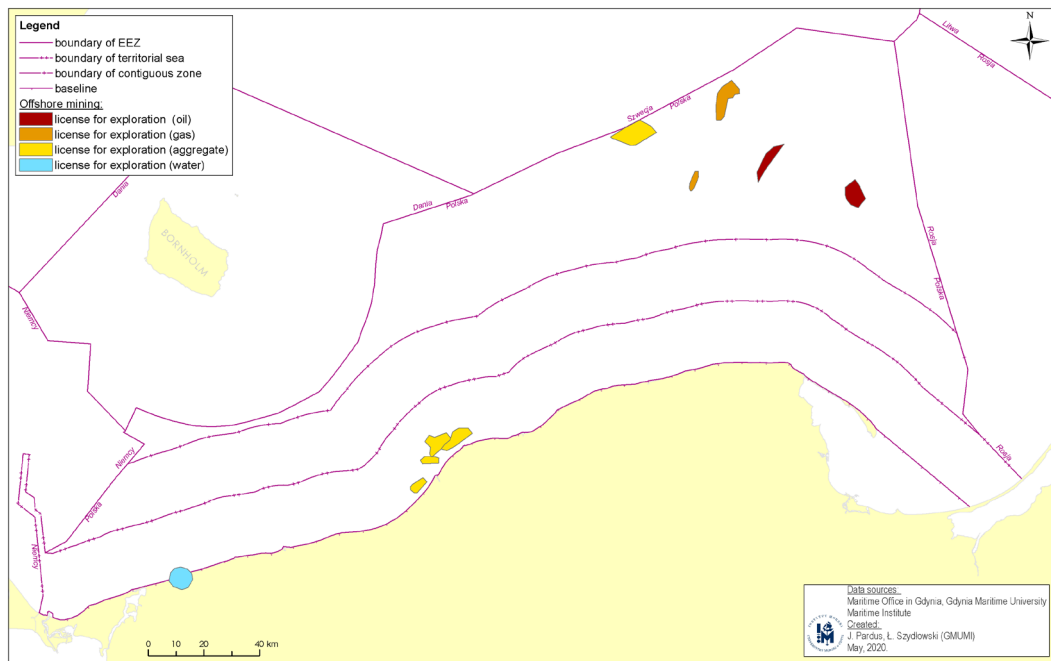 Legend
boundary of EEZ
boundary of territorial sea
boundary of contiguous zone
baseline
Offshore mining:
license for exploration (oil)
license for exploration (gas)
license for exploration (aggregate)
license for exploration (water)
N
Litwa
Rosja
Szwecja
Polska
Dania
Dania
Polska
BORNHOLM
Rosja
Polska
Niemcy
Niemcy
Polska
Rosja
Niemcy
0 10 20 40 km
Data sources:
Maritime Office in Gdynia, Gdynia Maritime University
Maritime Institute
Created:
J. Pardus, Ł. Szydłowski (GMUMI)
May, 2020.